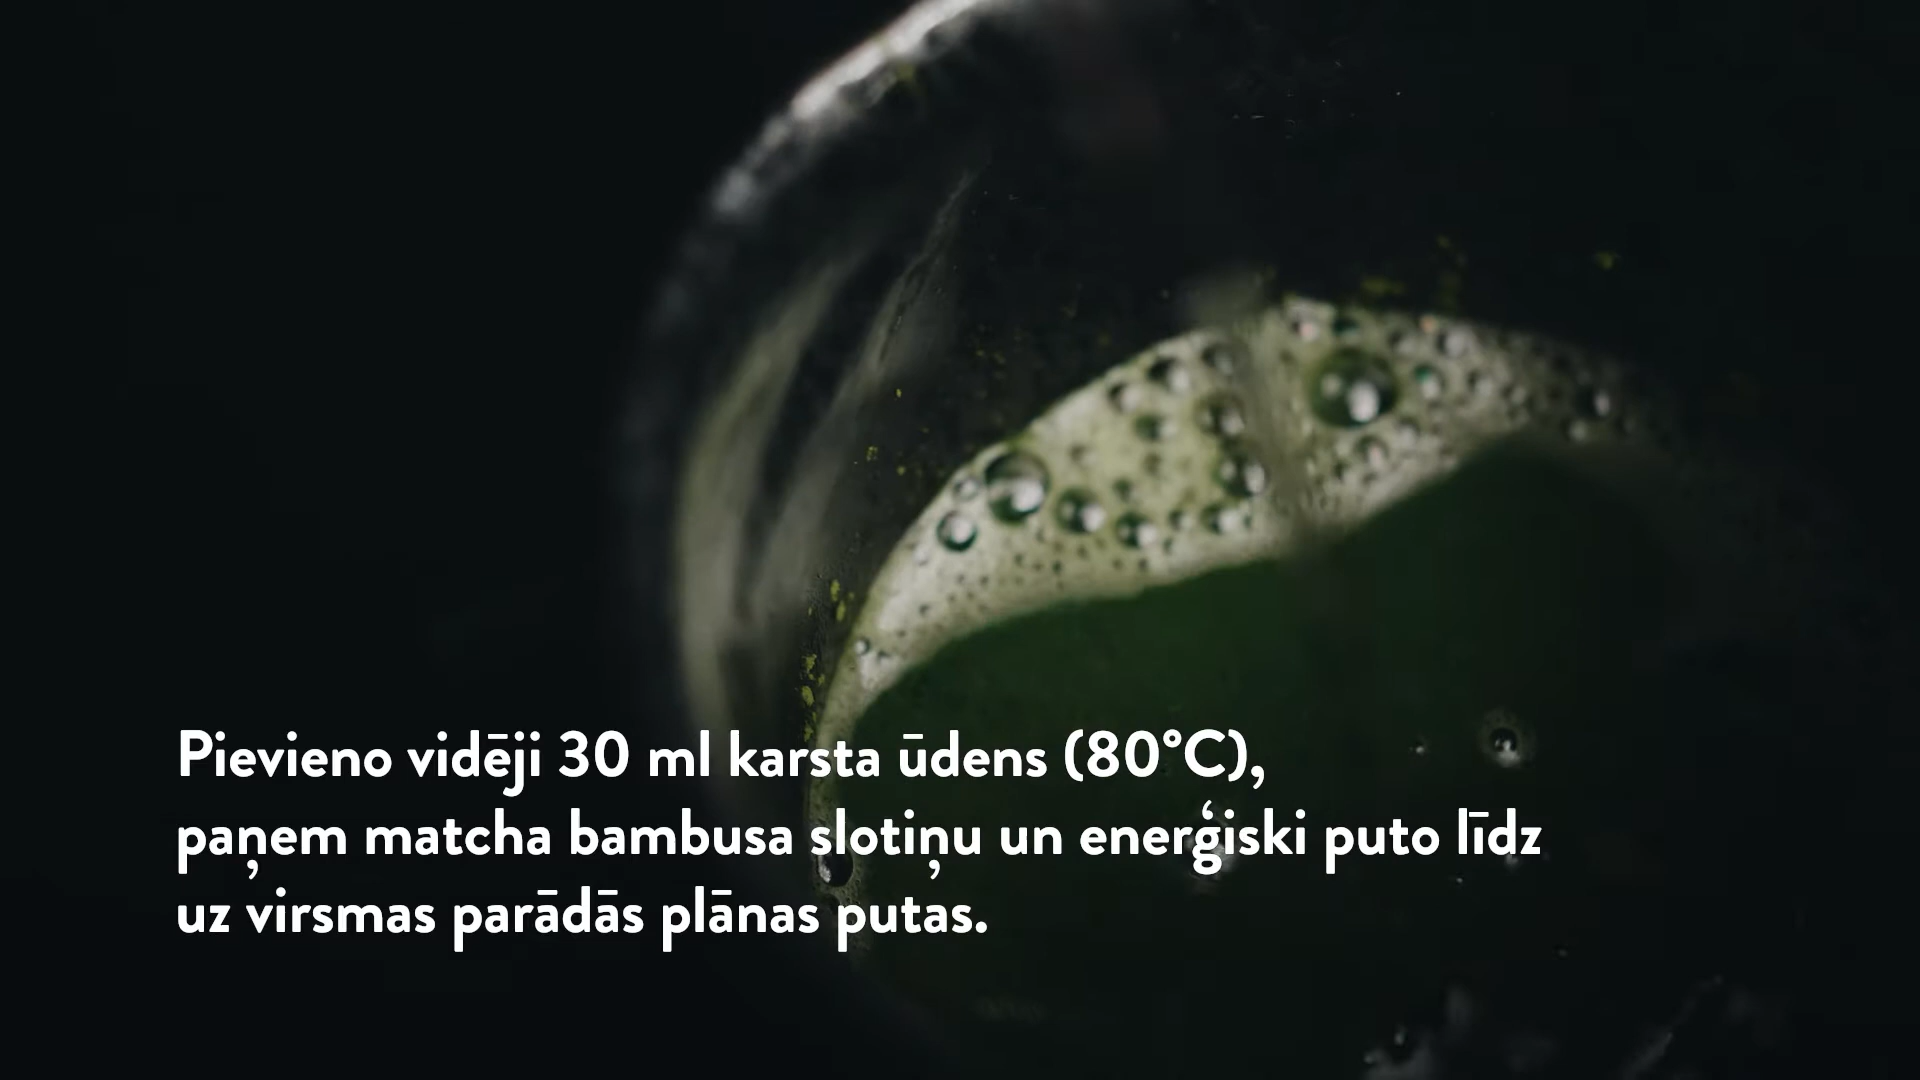 Pievieno vidēji 30 ml karsta ūdens (80°C),
paņem matcha bambusa slotiņu un enerģiski puto līdz
uz virsmas parādās plānas putas.